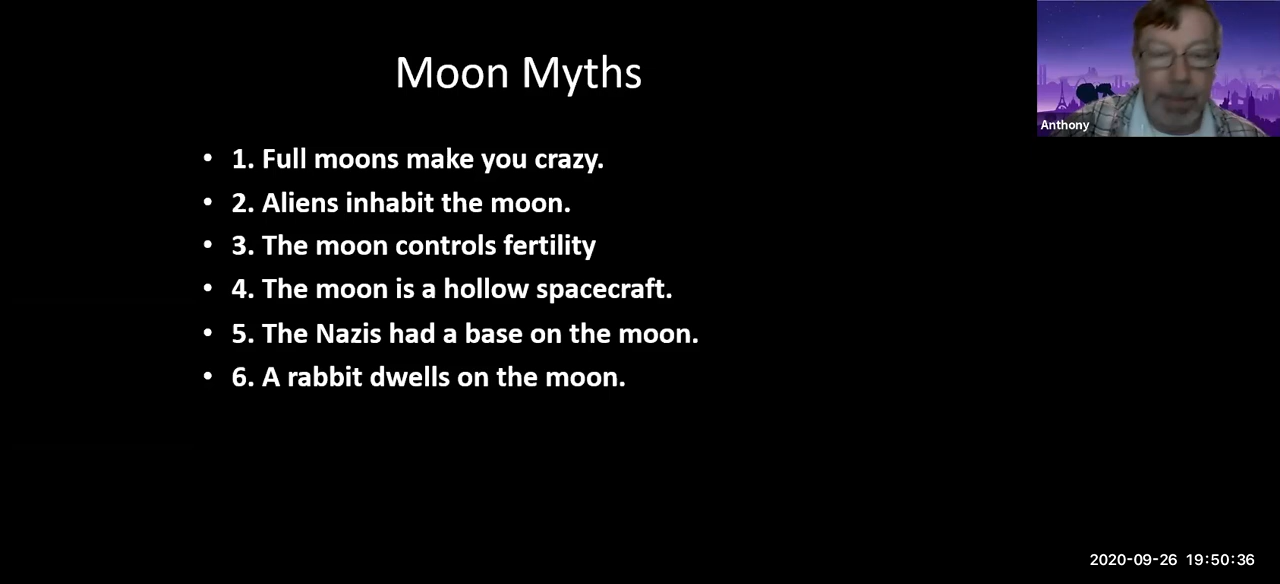 Moon Myths
Anthony
• 1. Full moons make you crazy.
• 2. Aliens inhabit the moon.
• 3. The moon controls fertility
• 4. The moon is a hollow spacecraft.
• 5. The Nazis had a base on the moon.
• 6. A rabbit dwells on the moon.
2020-09-26 19:50:36